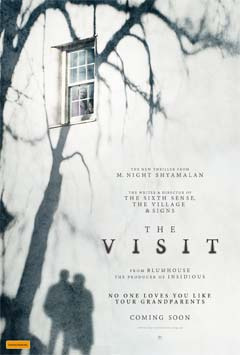 THE NEW THRILLER FROM
M. NIGHT SHYAMALAN
THE WRITER & DIRECTOR OF
THE SIXTH SENSE,
THE VILLAGE
& SIGNS
THE
VISIT
FROM BLUMHOUSE
THE PRODUCER OF INSIDIOUS
NO ONE LOVES YOU LIKE
YOUR GRANDPARENTS
COMING SOON